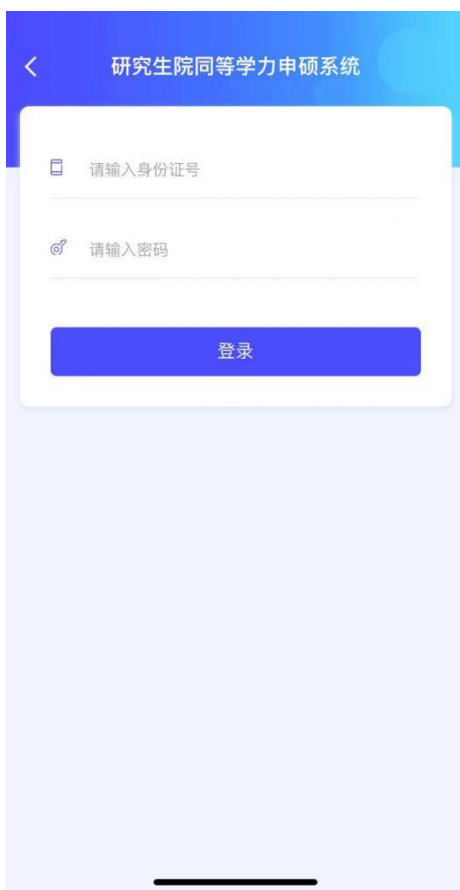 研究生院同等学力申硕系统
请输入身份证号
请输入密码
登录